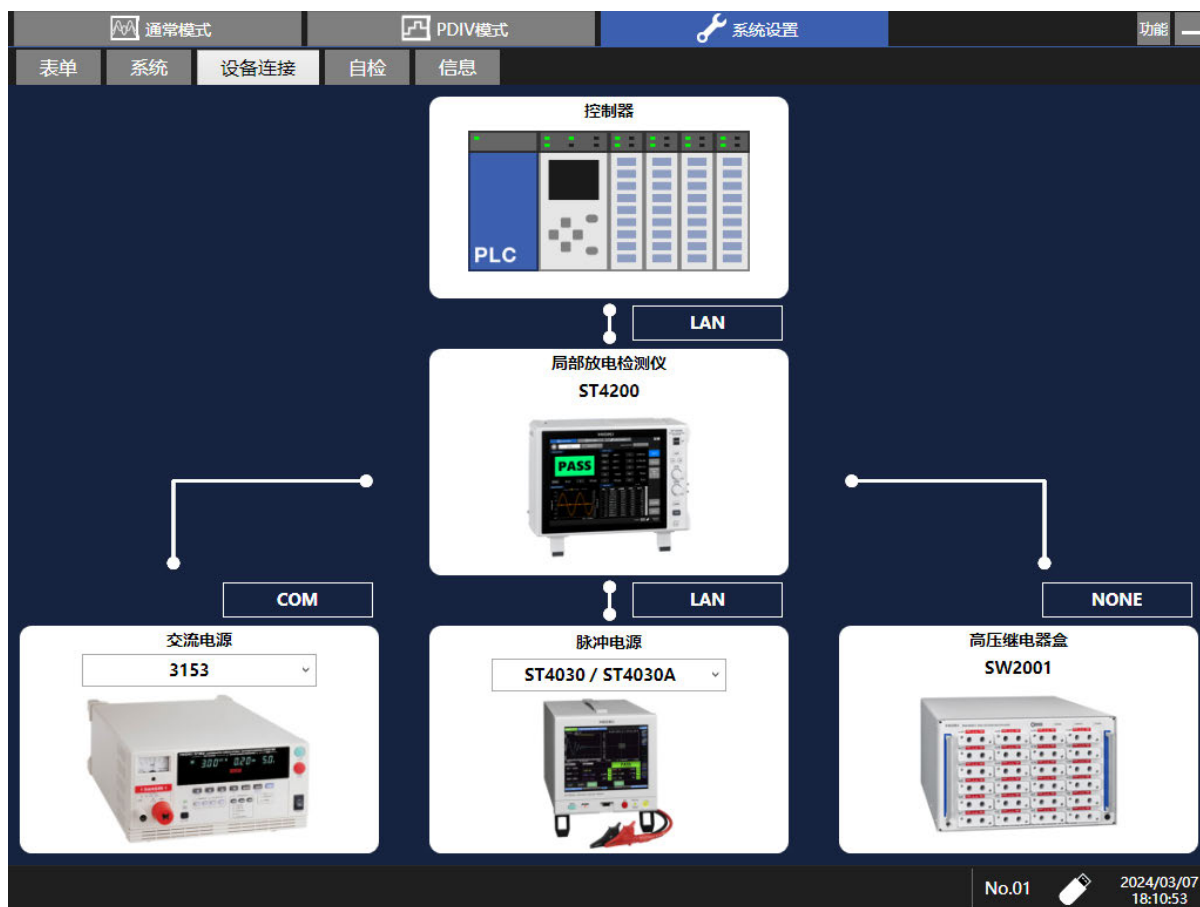 通常模式
PDIV模式
系统设置
功能
表单
系统
设备连接
自检
信息
控制器
PLC
LAN
局部放电检测仪
ST4200
PASS
COM
LAN
NONE
交流电源
3153
脉冲电源
ST4030 / ST4030A
高压继电器盒
SW2001
No.01
2024/03/07
18:10:53